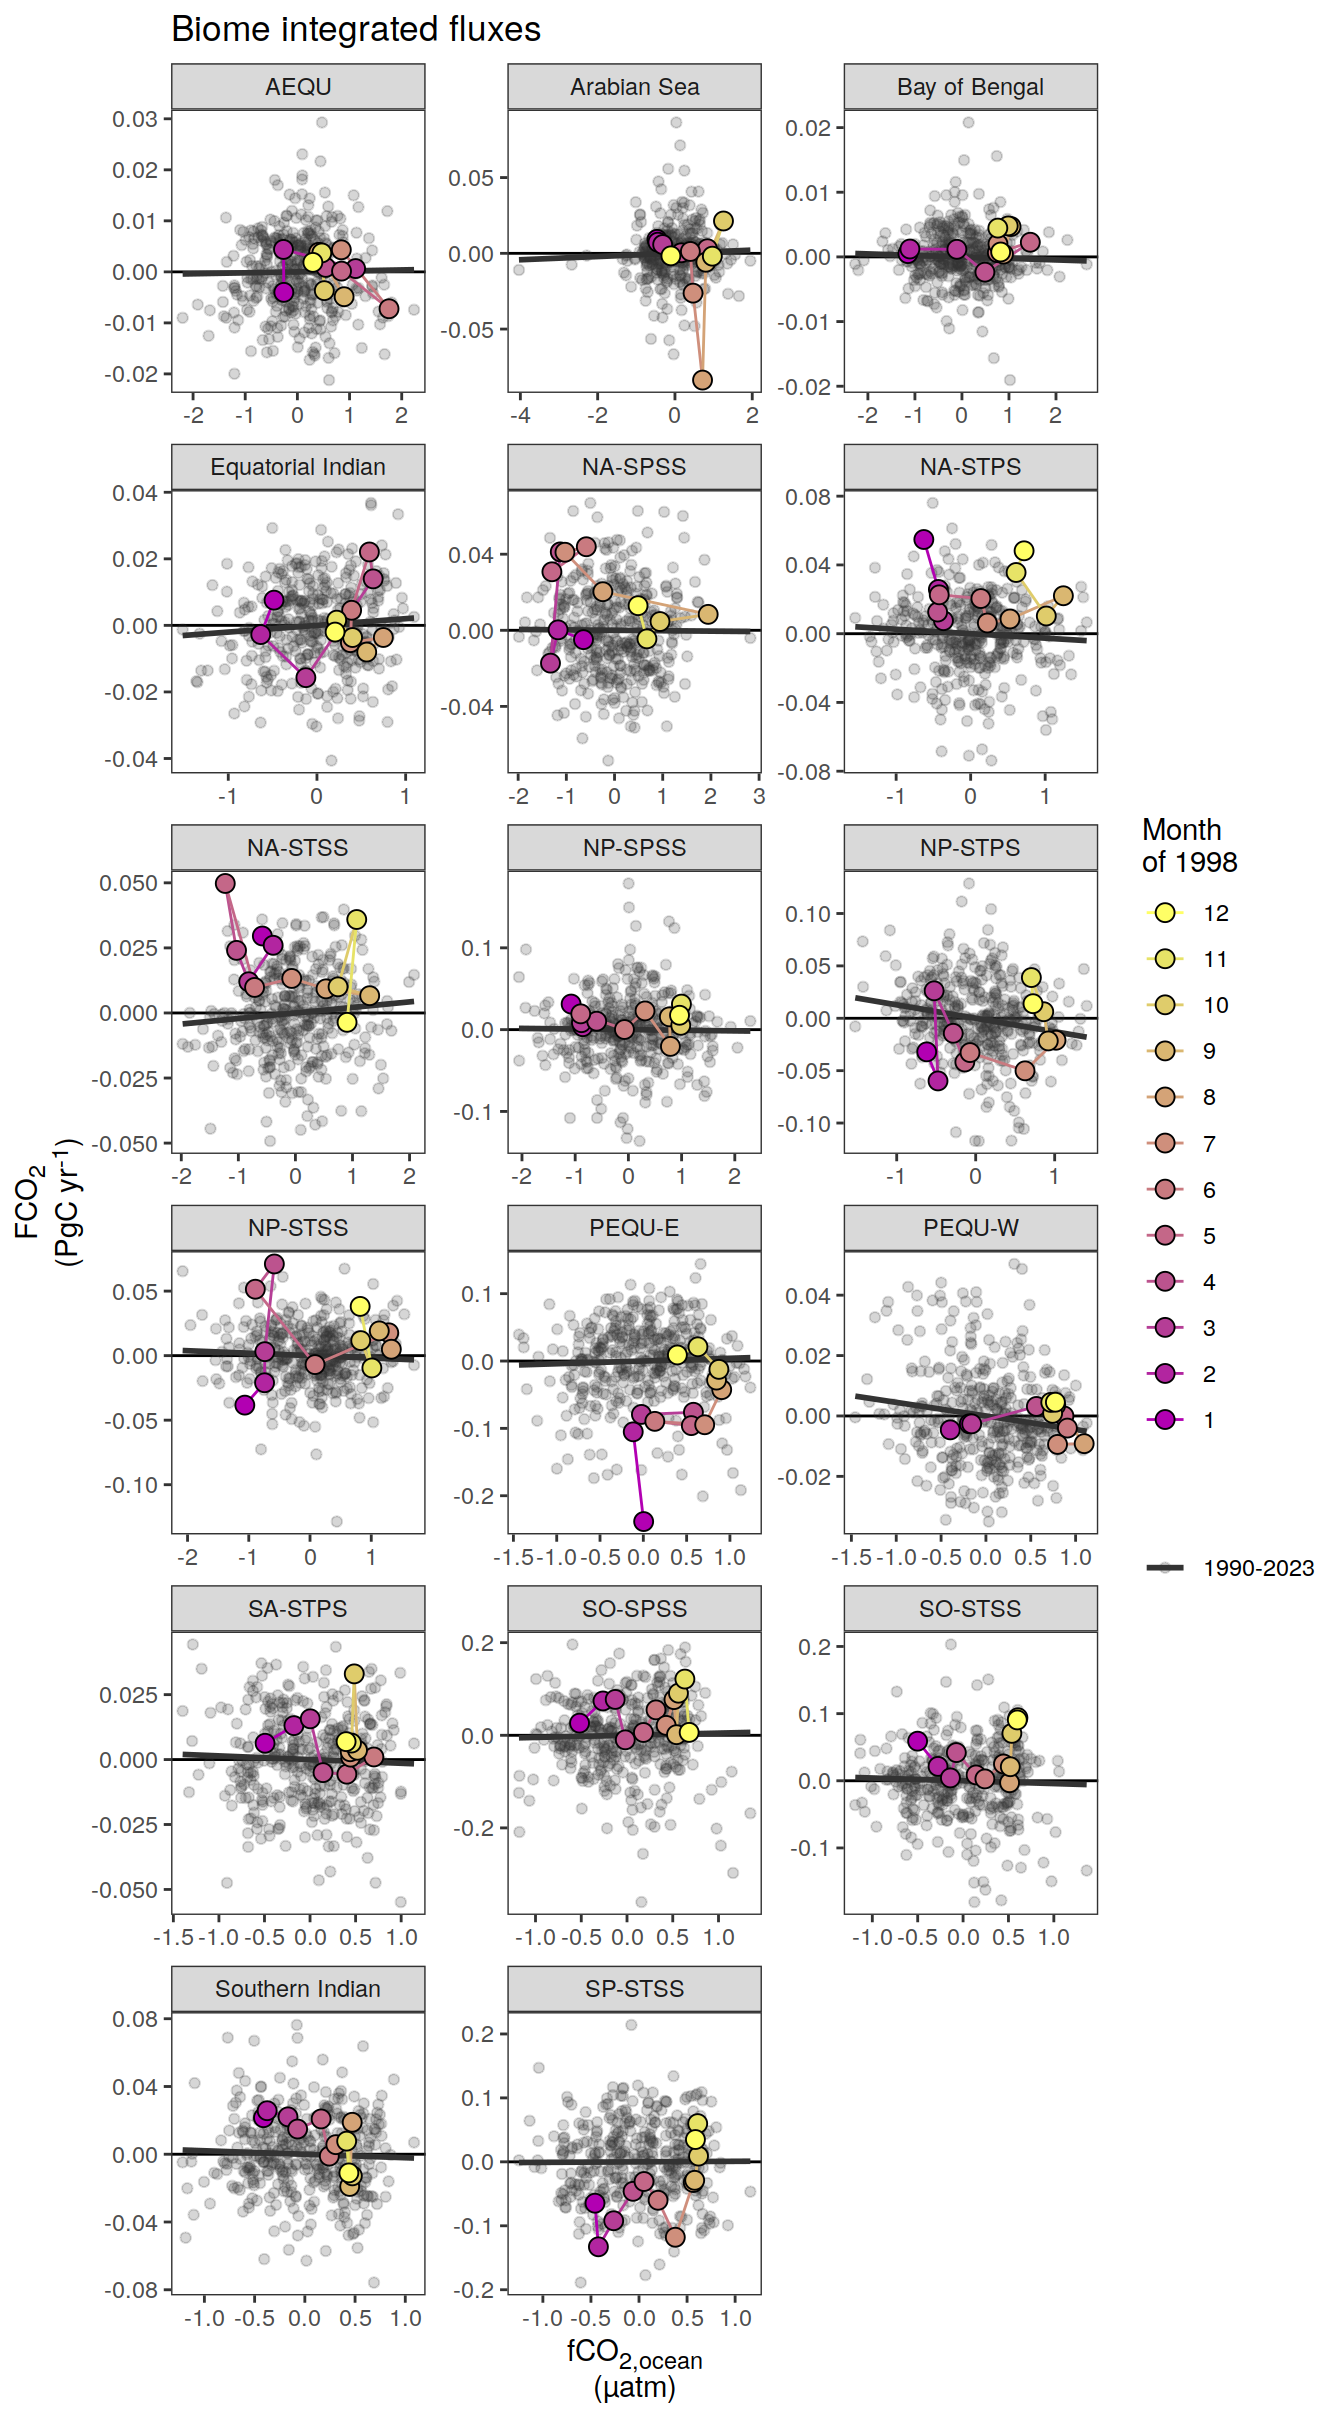 Biome integrated fluxes
AEQU
Arabian Sea
Bay of Bengal
0.03
0.02
0.01
0.00
-0.01
-0.02
0.05
0.00
-0.05
0.02
0.01
0.00
-0.01
-0.02
-2 -1 0 1 2
-4 -2 0 2
-2 -1 0 1 2
Equatorial Indian
NA-SPSS
NA-STPS
0.04
0.02
0.00
-0.02
-0.04
0.04
0.00
-0.04
0.08
0.04
0.00
-0.04
-0.08
-1 0 1
-2 -1 0 1 2 3
-1 0 1
NA-STSS
NP-SPSS
NP-STPS
0.050
0.025
0.000
-0.025
-0.050
0.1
0.0
-0.1
0.10
0.05
0.00
-0.05
-0.10
-2 -1 0 1 2
-2 -1 0 1 2
-1 0 1
NP-STSS
PEQU-E
PEQU-W
0.05
0.00
-0.05
-0.10
0.1
0.0
-0.1
-0.2
0.04
0.02
0.00
-0.02
-2 -1 0 1
-1.5 -1.0 -0.5 0.0 0.5 1.0
-1.5 -1.0 -0.5 0.0 0.5 1.0
SA-STPS
SO-SPSS
SO-STSS
0.025
0.000
-0.025
-0.050
0.2
0.0
-0.2
0.2
0.1
0.0
-0.1
-1.5 -1.0 -0.5 0.0 0.5 1.0
-1.0 -0.5 0.0 0.5 1.0
-1.0 -0.5 0.0 0.5 1.0
Southern Indian
SP-STSS
0.08
0.04
0.00
-0.04
-0.08
0.2
0.1
0.0
-0.1
-0.2
-1.0 -0.5 0.0 0.5 1.0
-1.0 -0.5 0.0 0.5 1.0
FCO2
(PgC yr-1)
fCO2,ocean
(µatm)
Month
of 1998
12
11
10
9
8
7
6
5
4
3
2
1
1990-2023